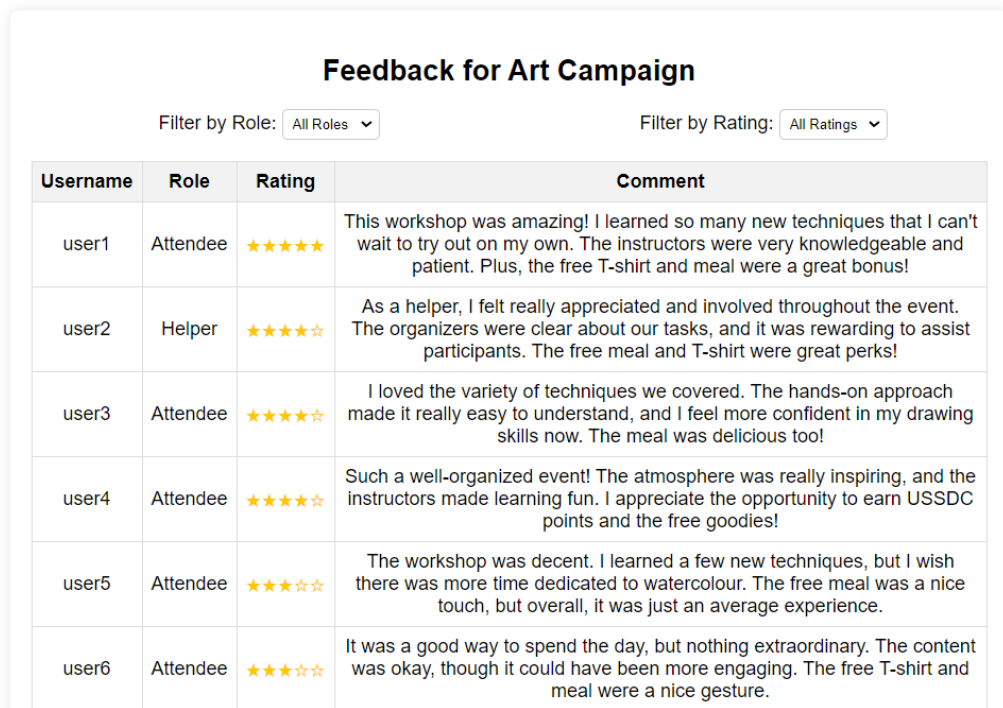 Feedback for Art Campaign
Filter by Role: All Roles
Filter by Rating: All Ratings
Username Role Rating Comment
user1 Attendee ★★★★★ This workshop was amazing! I learned so many new techniques that I can't
wait to try out on my own. The instructors were very knowledgeable and
patient. Plus, the free T-shirt and meal were a great bonus!
user2 Helper ★★★★☆ As a helper, I felt really appreciated and involved throughout the event.
The organizers were clear about our tasks, and it was rewarding to assist
participants. The free meal and T-shirt were great perks!
user3 Attendee ★★★★☆ I loved the variety of techniques we covered. The hands-on approach
made it really easy to understand, and I feel more confident in my drawing
skills now. The meal was delicious too!
user4 Attendee ★★★★☆ Such a well-organized event! The atmosphere was really inspiring, and the
instructors made learning fun. I appreciate the opportunity to earn USSDC
points and the free goodies!
user5 Attendee ★★★☆☆ The workshop was decent. I learned a few new techniques, but I wish
there was more time dedicated to watercolour. The free meal was a nice
touch, but overall, it was just an average experience.
user6 Attendee ★★★☆☆ It was a good way to spend the day, but nothing extraordinary. The content
was okay, though it could have been more engaging. The free T-shirt and
meal were a nice gesture.